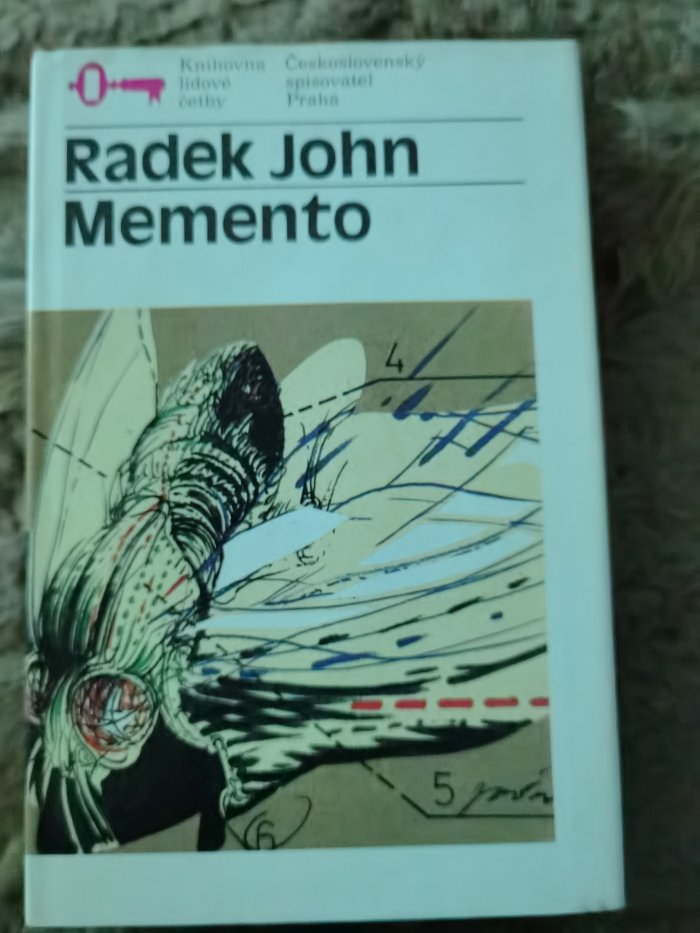 Knihovna
lidové
četby
Československý
spisovatel
Praha
Radek John
Memento
4
5
6